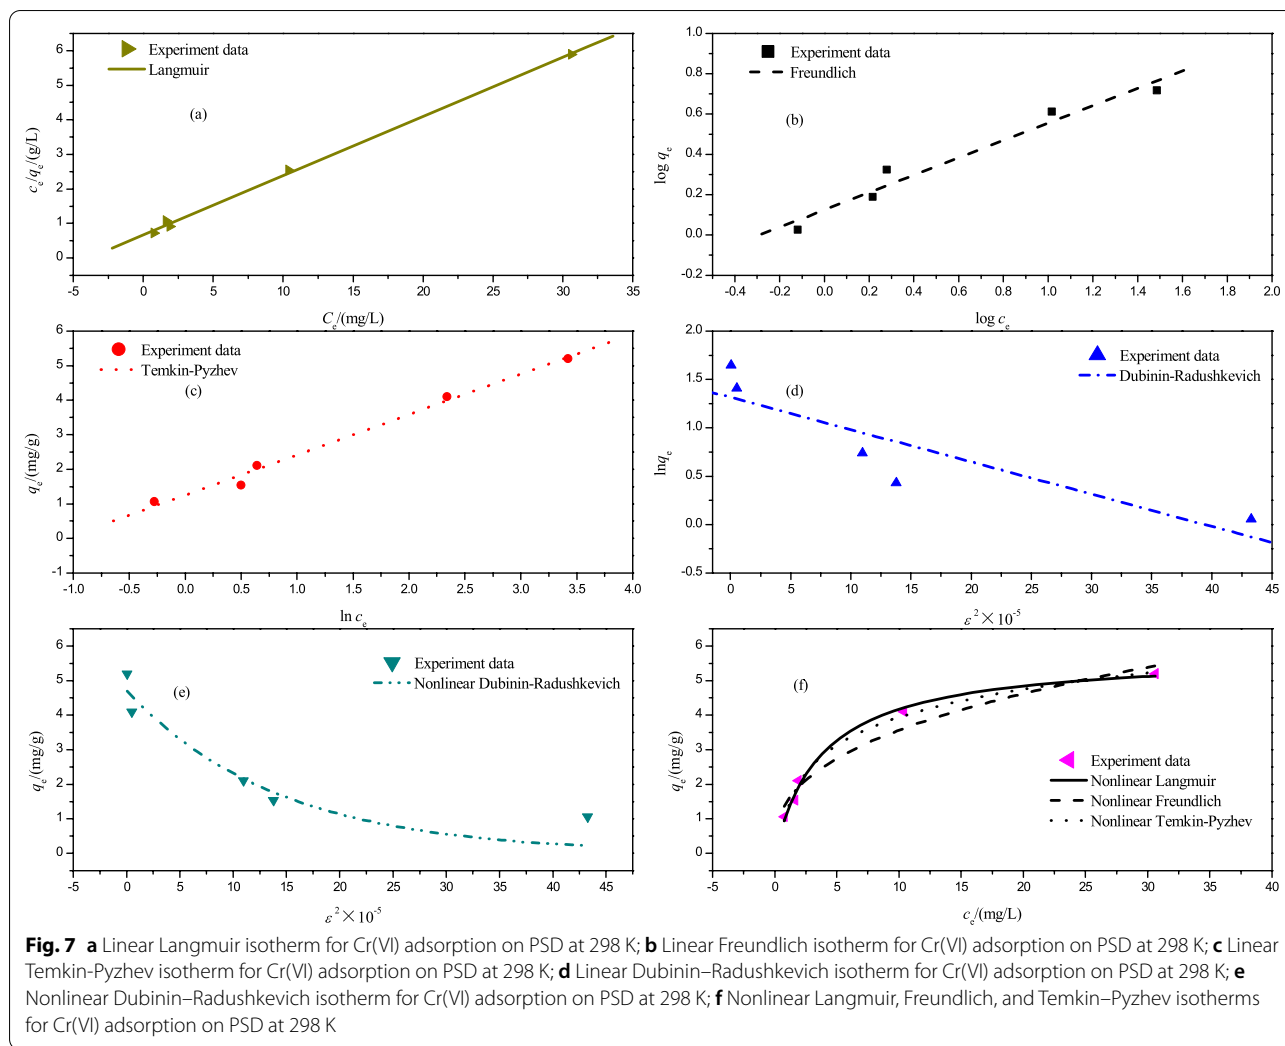 Experiment data
Langmuir
(a)
c_e/q_e/(g/L)
6
5
4
3
2
1
0
-5 0 5 10 15 20 25 30 35
C_e/(mg/L)
Experiment data
Freundlich
(b)
log q_e
1.0
0.8
0.6
0.4
0.2
0.0
-0.2
-0.4 -0.2 0.0 0.2 0.4 0.6 0.8 1.0 1.2 1.4 1.6 1.8 2.0
log c_e
Experiment data
Temkin-Pyzhev
(c)
q_e/(mg/g)
6
5
4
3
2
1
0
-1
-1.0 -0.5 0.0 0.5 1.0 1.5 2.0 2.5 3.0 3.5 4.0
ln c_e
Experiment data
Dubinin-Radushkevich
(d)
lnq_e
2.0
1.5
1.0
0.5
0.0
-0.5
0 5 10 15 20 25 30 35 40 45
ε²×10⁻⁵
Experiment data
Nonlinear Dubinin-Radushkevich
(e)
q_e/(mg/g)
6
5
4
3
2
1
0
-5 0 5 10 15 20 25 30 35 40 45
ε²×10⁻⁵
(f)
Experiment data
Nonlinear Langmuir
Nonlinear Freundlich
Nonlinear Temkin-Pyzhev
q_e/(mg/g)
6
5
4
3
2
1
0
-5 0 5 10 15 20 25 30 35 40
c_e/(mg/L)
Fig. 7 a Linear Langmuir isotherm for Cr(VI) adsorption on PSD at 298 K; b Linear Freundlich isotherm for Cr(VI) adsorption on PSD at 298 K; c Linear
Temkin-Pyzhev isotherm for Cr(VI) adsorption on PSD at 298 K; d Linear Dubinin–Radushkevich isotherm for Cr(VI) adsorption on PSD at 298 K; e
Nonlinear Dubinin–Radushkevich isotherm for Cr(VI) adsorption on PSD at 298 K; f Nonlinear Langmuir, Freundlich, and Temkin–Pyzhev isotherms
for Cr(VI) adsorption on PSD at 298 K